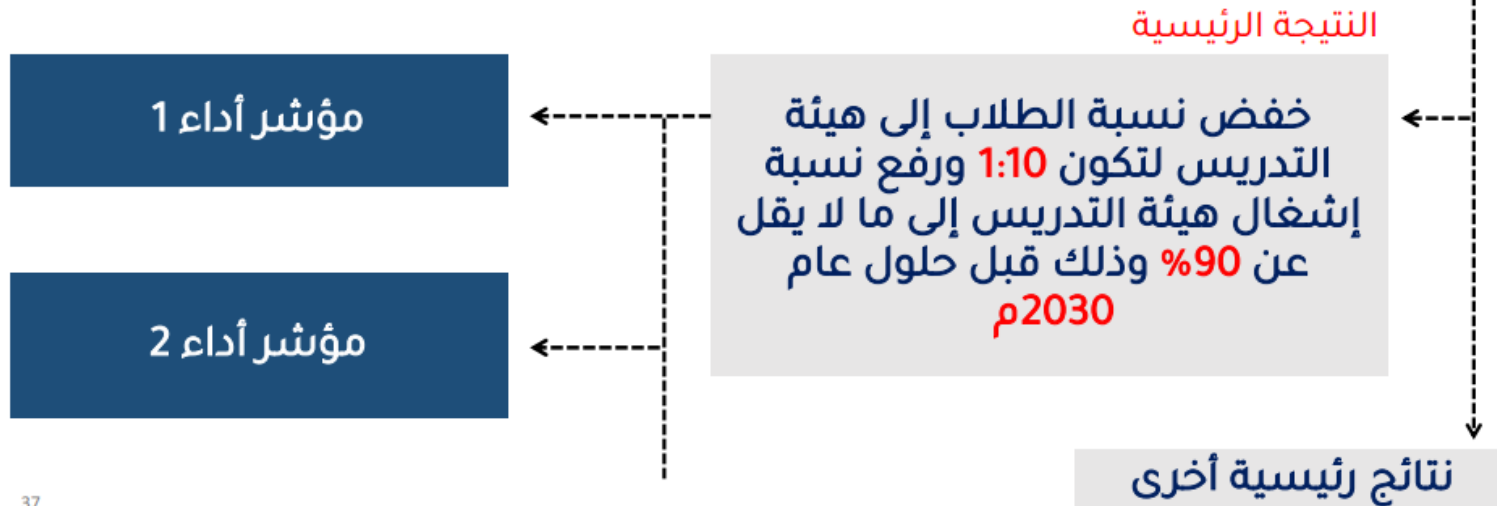 النتيجة الرئيسية
خفض نسبة الطلاب إلى هيئة
التدريس لتكون 1:10 ورفع نسبة
إشغال هيئة التدريس إلى ما لا يقل
عن 90% وذلك قبل حلول عام
2030م
مؤشر أداء 1
مؤشر أداء 2
نتائج رئيسية أخرى
37